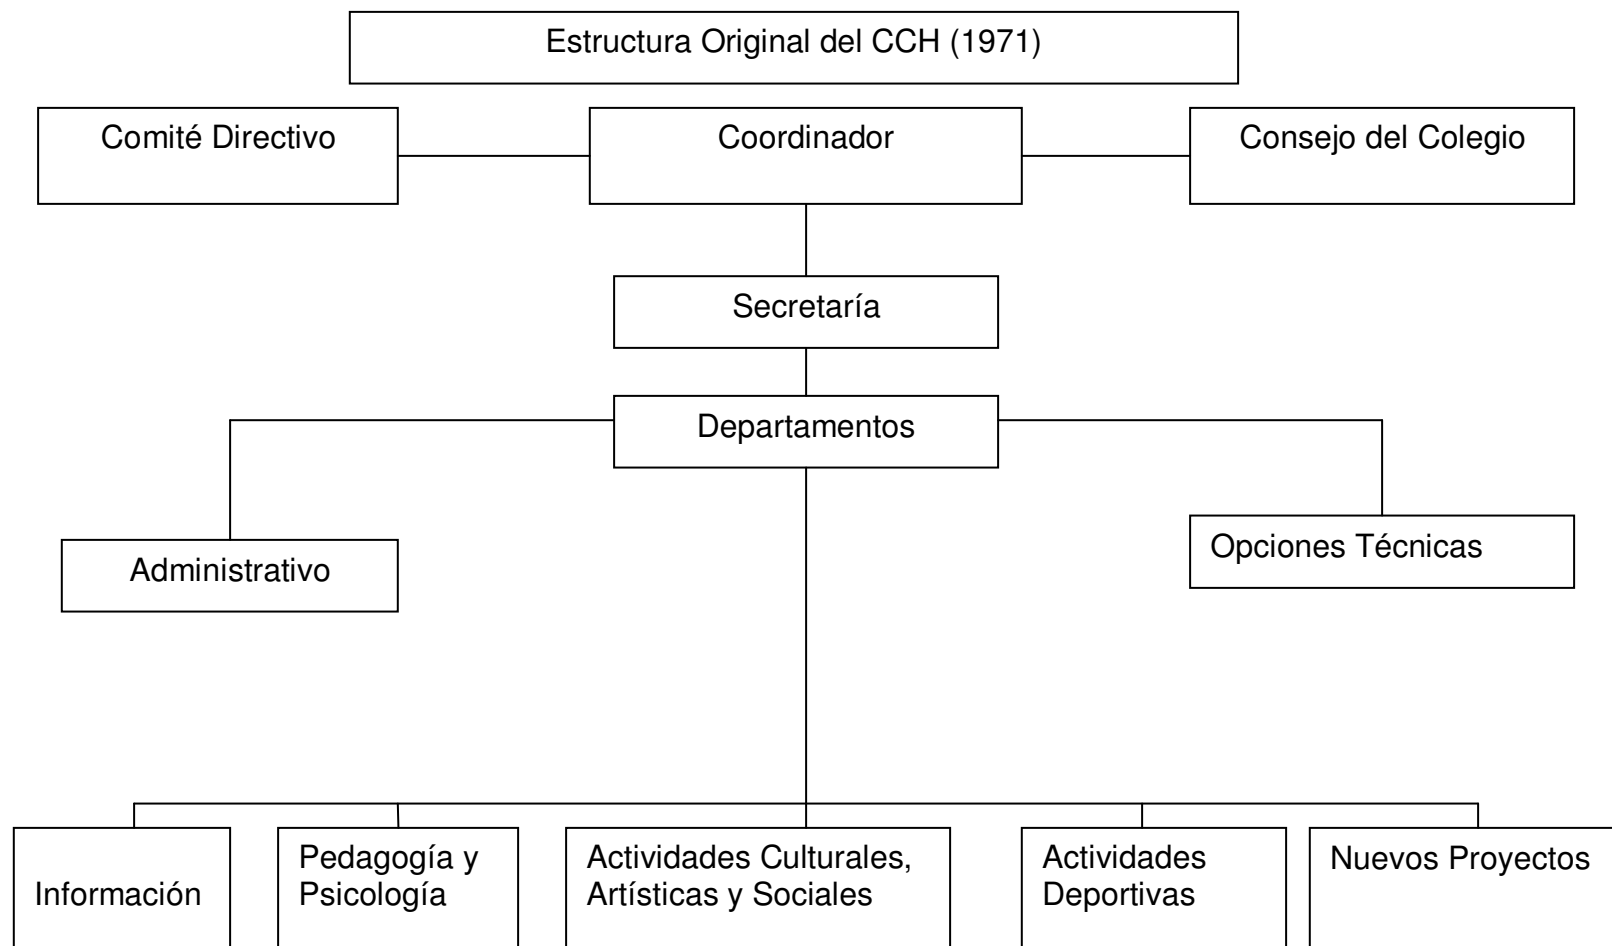 Estructura Original del CCH (1971)
Comité Directivo
Coordinador
Consejo del Colegio
Secretaría
Departamentos
Administrativo
Opciones Técnicas
Información
Pedagogía y
Psicología
Actividades Culturales,
Artísticas y Sociales
Actividades
Deportivas
Nuevos Proyectos